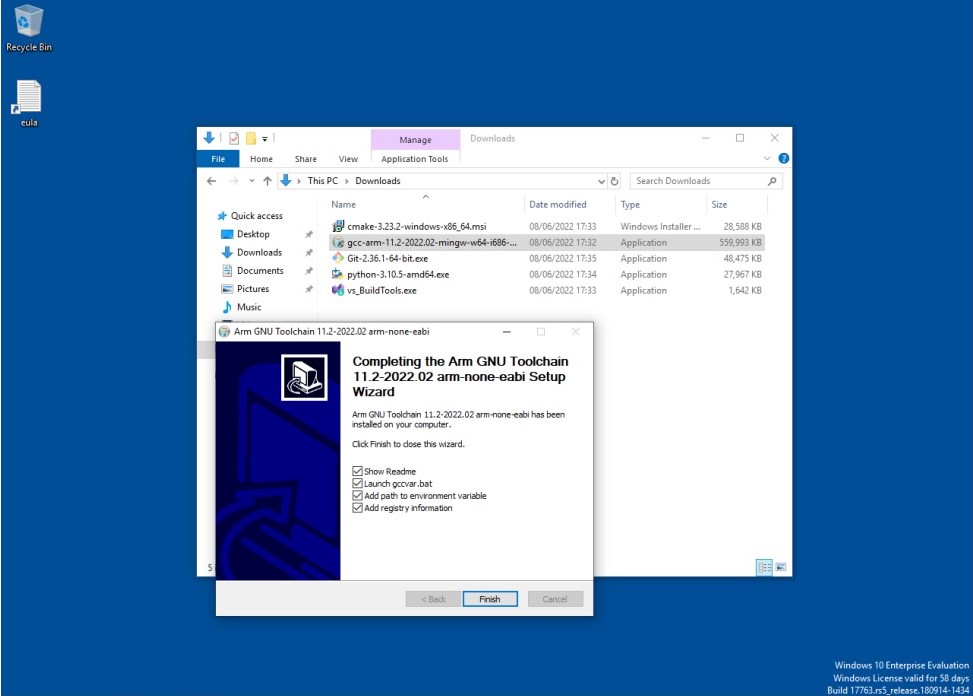 Recycle Bin
eula
Manage
Downloads
File
Home
Share
View
Application Tools
This PC
Downloads
Search Downloads
Name
Date modified
Type
Size
Quick access
Desktop
Downloads
Documents
Pictures
Music
cmake-3.23.2-windows-x86_64.msi 08/06/2022 17:33 Windows Installer ... 28,588 KB
gcc-arm-11.2-2022.02-mingw-w64-i686-... 08/06/2022 17:32 Application 559,993 KB
Git-2.36.1-64-bit.exe 08/06/2022 17:35 Application 48,475 KB
python-3.10.5-amd64.exe 08/06/2022 17:34 Application 27,967 KB
vs_BuildTools.exe 08/06/2022 17:33 Application 1,642 KB
Arm GNU Toolchain 11.2-2022.02 arm-none-eabi
Completing the Arm GNU Toolchain
11.2-2022.02 arm-none-eabi Setup
Wizard
Arm GNU Toolchain 11.2-2022.02 arm-none-eabi has been
installed on your computer.
Click Finish to close this wizard.
Show Readme
Launch gccvar.bat
Add path to environment variable
Add registry information
5
< Back
Finish
Cancel
Windows 10 Enterprise Evaluation
Windows License valid for 58 days
Build 17763.rs5_release.180914-1434